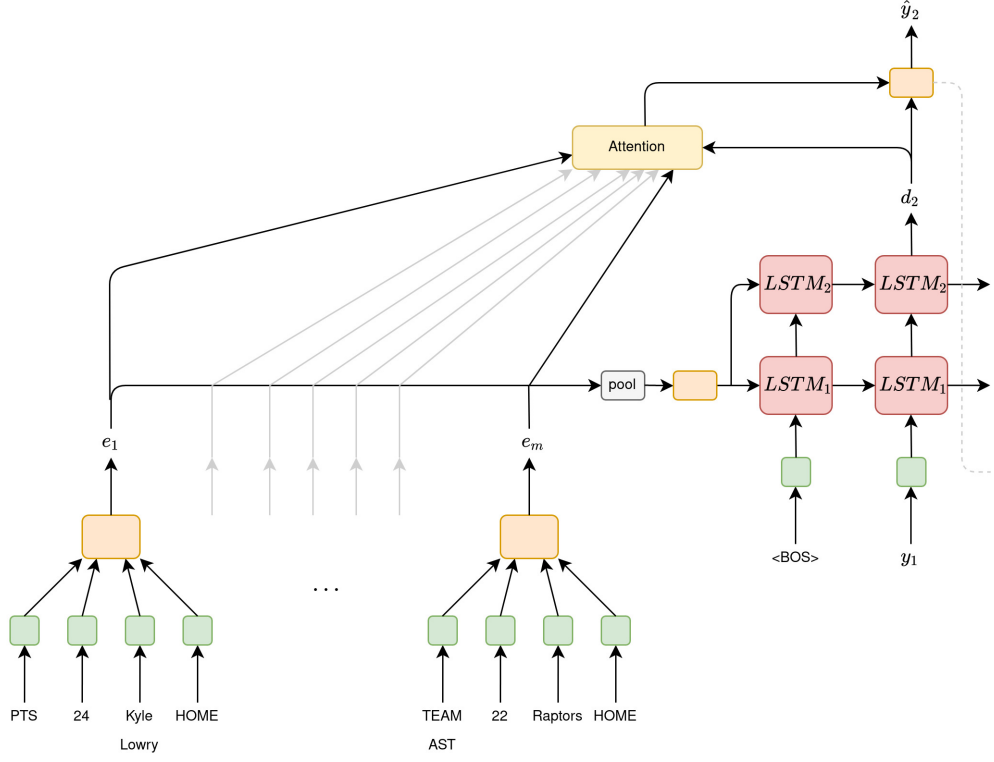 ŷ₂
Attention
d₂
LSTM₂ LSTM₂
pool LSTM₁ LSTM₁
e₁ eₘ
<BOS> y₁
...
PTS 24 Kyle Lowry HOME
TEAM AST 22 Raptors HOME